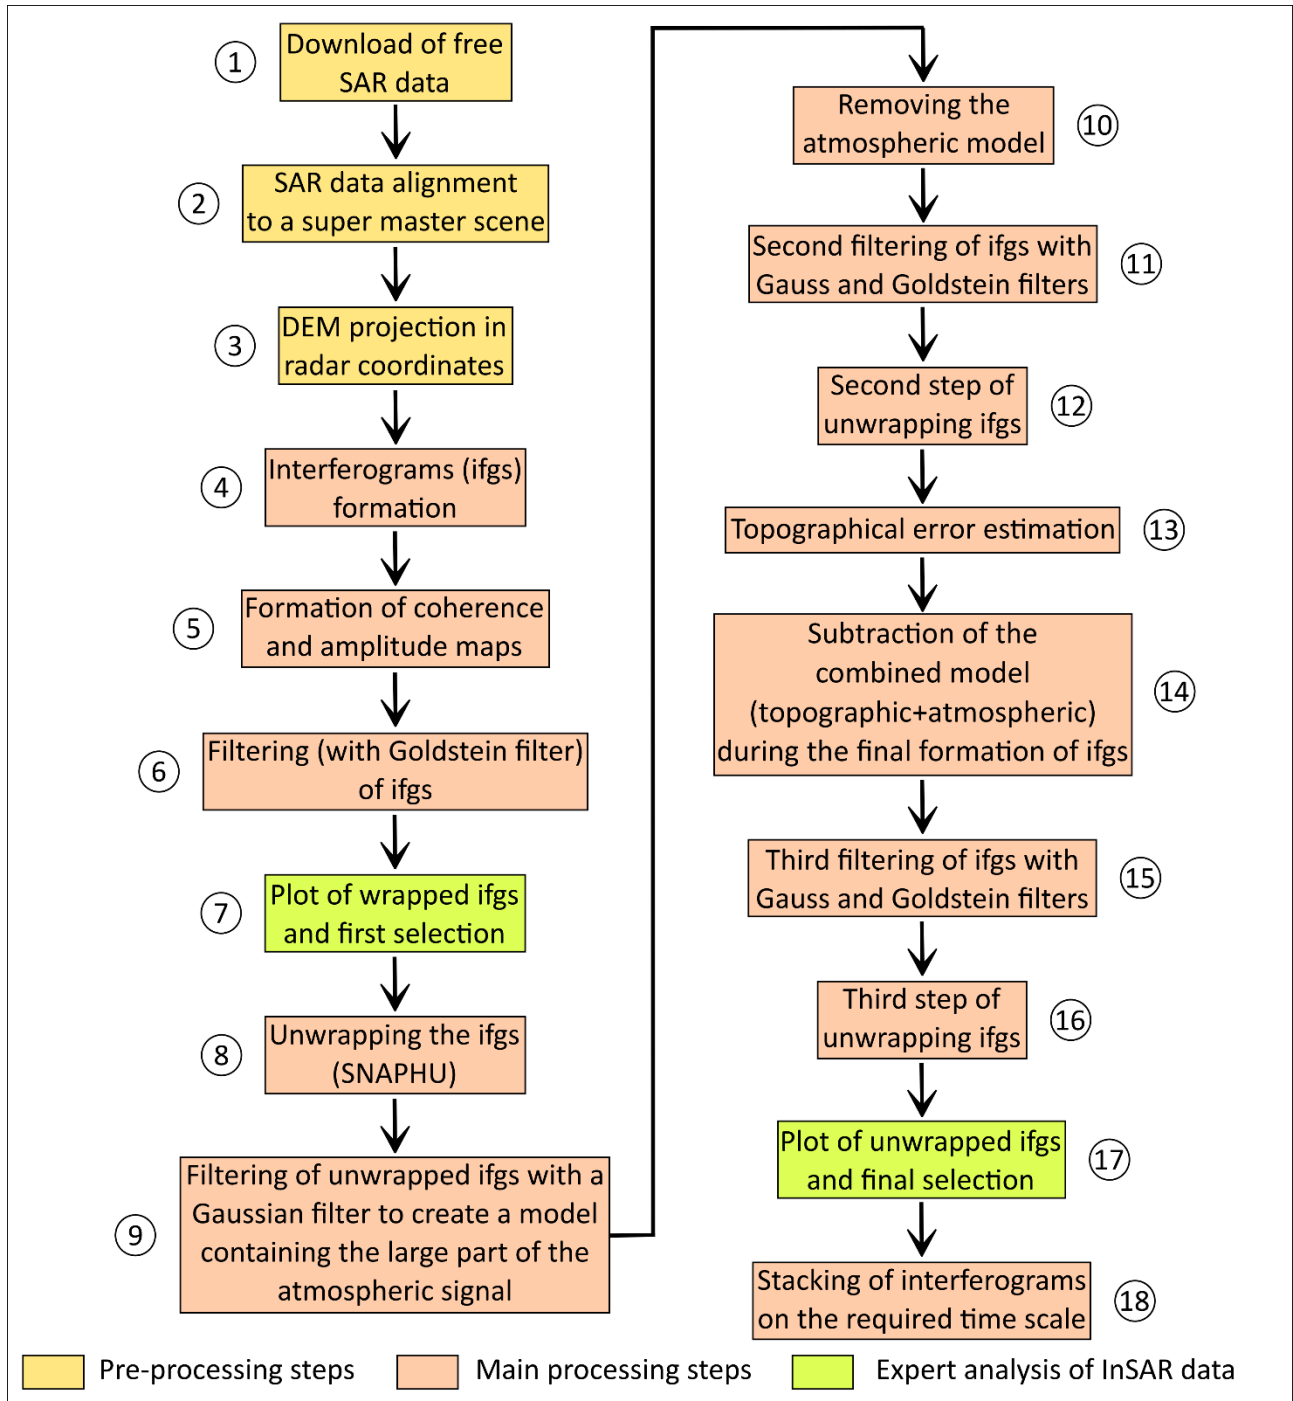 1
Download of free
SAR data
2
SAR data alignment
to a super master scene
3
DEM projection in
radar coordinates
4
Interferograms (ifgs)
formation
5
Formation of coherence
and amplitude maps
6
Filtering (with Goldstein filter)
of ifgs
7
Plot of wrapped ifgs
and first selection
8
Unwrapping the ifgs
(SNAPHU)
9
Filtering of unwrapped ifgs with a
Gaussian filter to create a model
containing the large part of the
atmospheric signal
Removing the
atmospheric model
10
Second filtering of ifgs with
Gauss and Goldstein filters
11
Second step of
unwrapping ifgs
12
Topographical error estimation
13
Subtraction of the
combined model
(topographic+atmospheric)
during the final formation of ifgs
14
Third filtering of ifgs with
Gauss and Goldstein filters
15
Third step of
unwrapping ifgs
16
Plot of unwrapped ifgs
and final selection
17
Stacking of interferograms
on the required time scale
18
Pre-processing steps
Main processing steps
Expert analysis of InSAR data